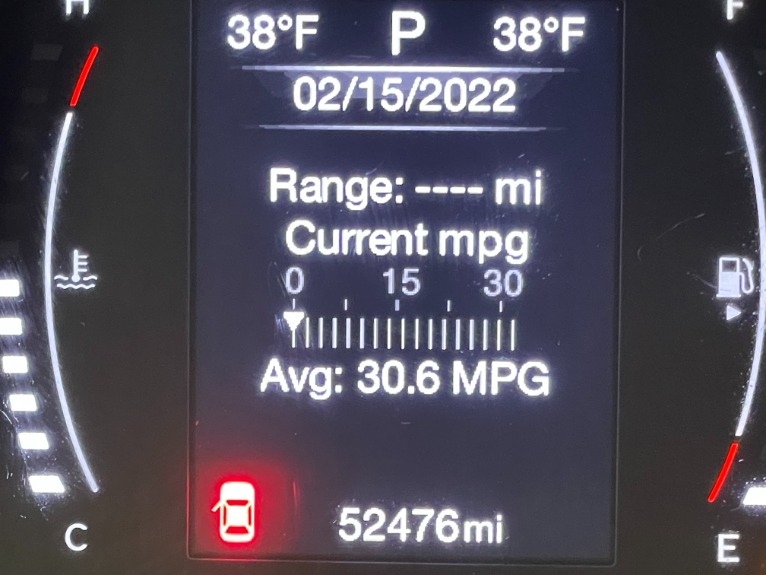 H F
38°F P 38°F
02/15/2022
Range: ---- mi
Current mpg
0 15 30
Avg: 30.6 MPG
52476mi
C E